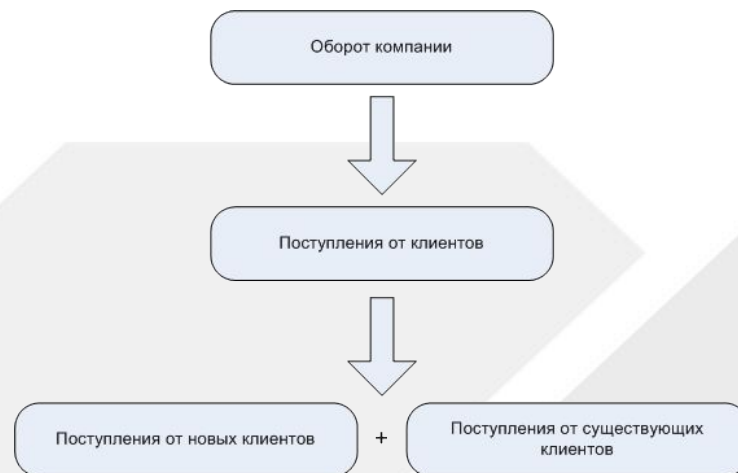 Оборот компании
Поступления от клиентов
Поступления от новых клиентов
+
Поступления от существующих
клиентов